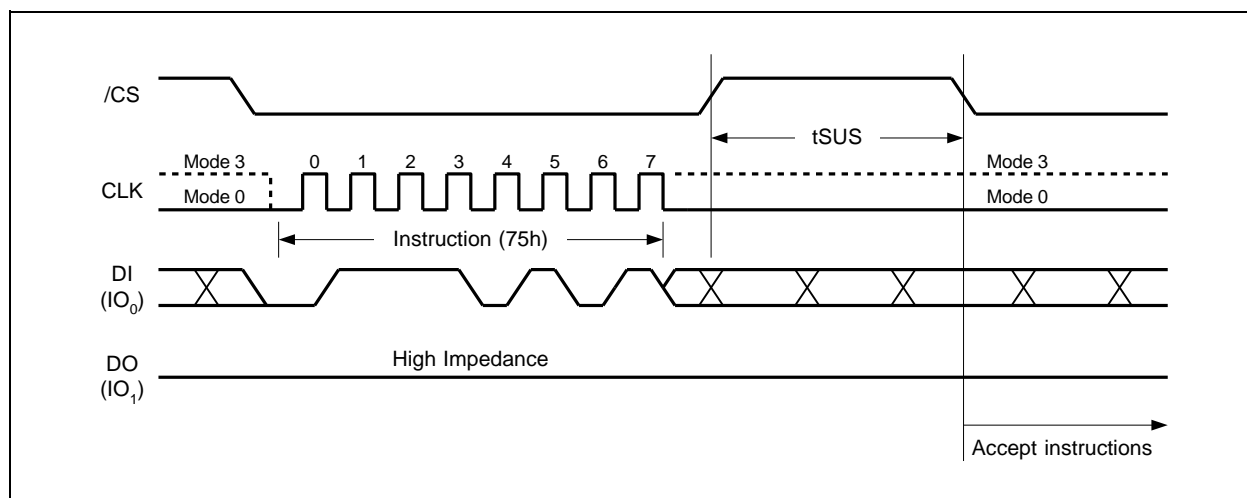 /CS
tSUS
Mode 3 0 1 2 3 4 5 6 7 Mode 3
CLK
Mode 0 Mode 0
Instruction (75h)
DI
(IO0)
High Impedance
DO
(IO1)
Accept instructions